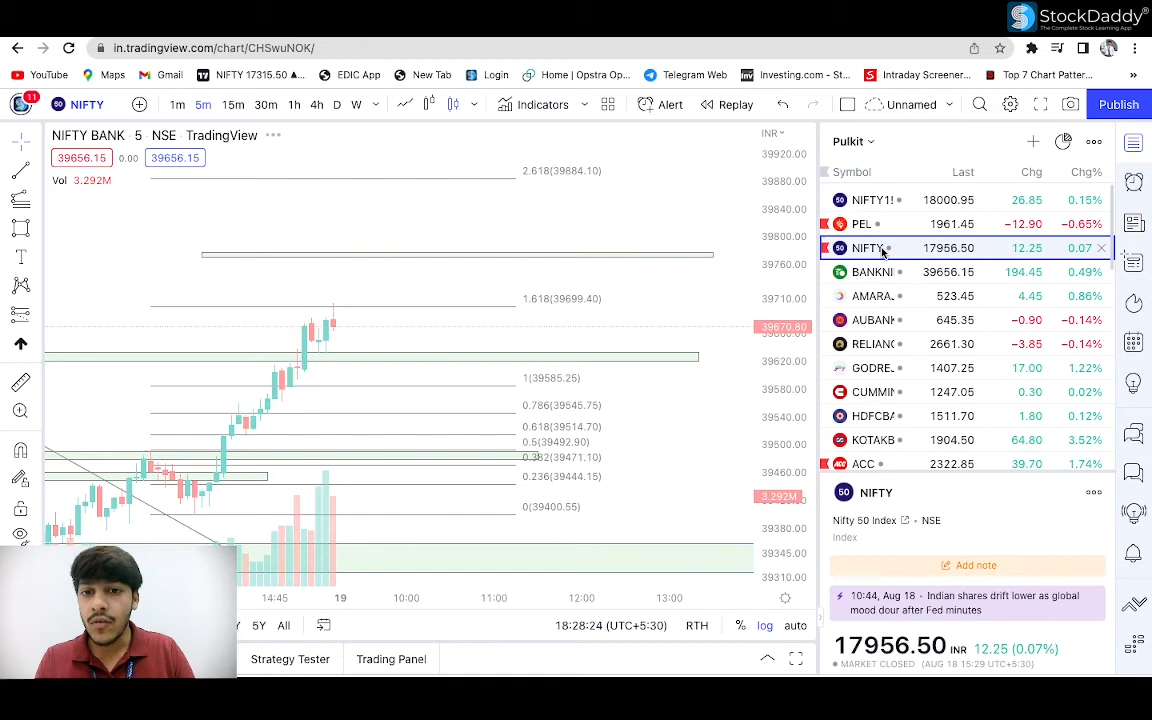 StockDaddy®
The Complete Stock Learning App
in.tradingview.com/chart/CHSwuNOK/
YouTube Maps Gmail NIFTY 17315.50 ▲... EDIC App New Tab Login Home | Opstra Op... Telegram Web Investing.com - St... Intraday Screener... Top 7 Chart Patter... »
11 NIFTY 1m 5m 15m 30m 1h 4h D W Indicators Alert Replay Unnamed Publish
NIFTY BANK · 5 · NSE · TradingView
INR
39656.15 0.00 39656.15
Vol 3.292M
2.618(39884.10)
1.618(39699.40)
1(39585.25)
0.786(39545.75)
0.618(39514.70)
0.5(39492.90)
0.382(39471.10)
0.236(39444.15)
0(39400.55)
39920.00
39880.00
39840.00
39800.00
39760.00
39710.00
39670.80
39620.00
39580.00
39540.00
39500.00
39460.00
3.292M
39380.00
39345.00
39310.00
14:45 19 10:00 11:00 12:00 13:00
5Y All 18:28:24 (UTC+5:30) RTH % log auto
Strategy Tester Trading Panel
Pulkit
Symbol Last Chg Chg%
NIFTY1! 18000.95 26.85 0.15%
PEL 1961.45 −12.90 −0.65%
NIFTY 17956.50 12.25 0.07
BANKNI 39656.15 194.45 0.49%
AMARA. 523.45 4.45 0.86%
AUBANK 645.35 −0.90 −0.14%
RELIANC 2661.30 −3.85 −0.14%
GODRE. 1407.25 17.00 1.22%
CUMMIN 1247.05 0.30 0.02%
HDFCBA 1511.70 1.80 0.12%
KOTAKB 1904.50 64.80 3.52%
ACC 2322.85 39.70 1.74%
50 NIFTY
Nifty 50 Index · NSE
Index
Add note
10:44, Aug 18 · Indian shares drift lower as global
mood dour after Fed minutes
17956.50 INR 12.25 (0.07%)
MARKET CLOSED (AUG 18 15:29 UTC+5:30)